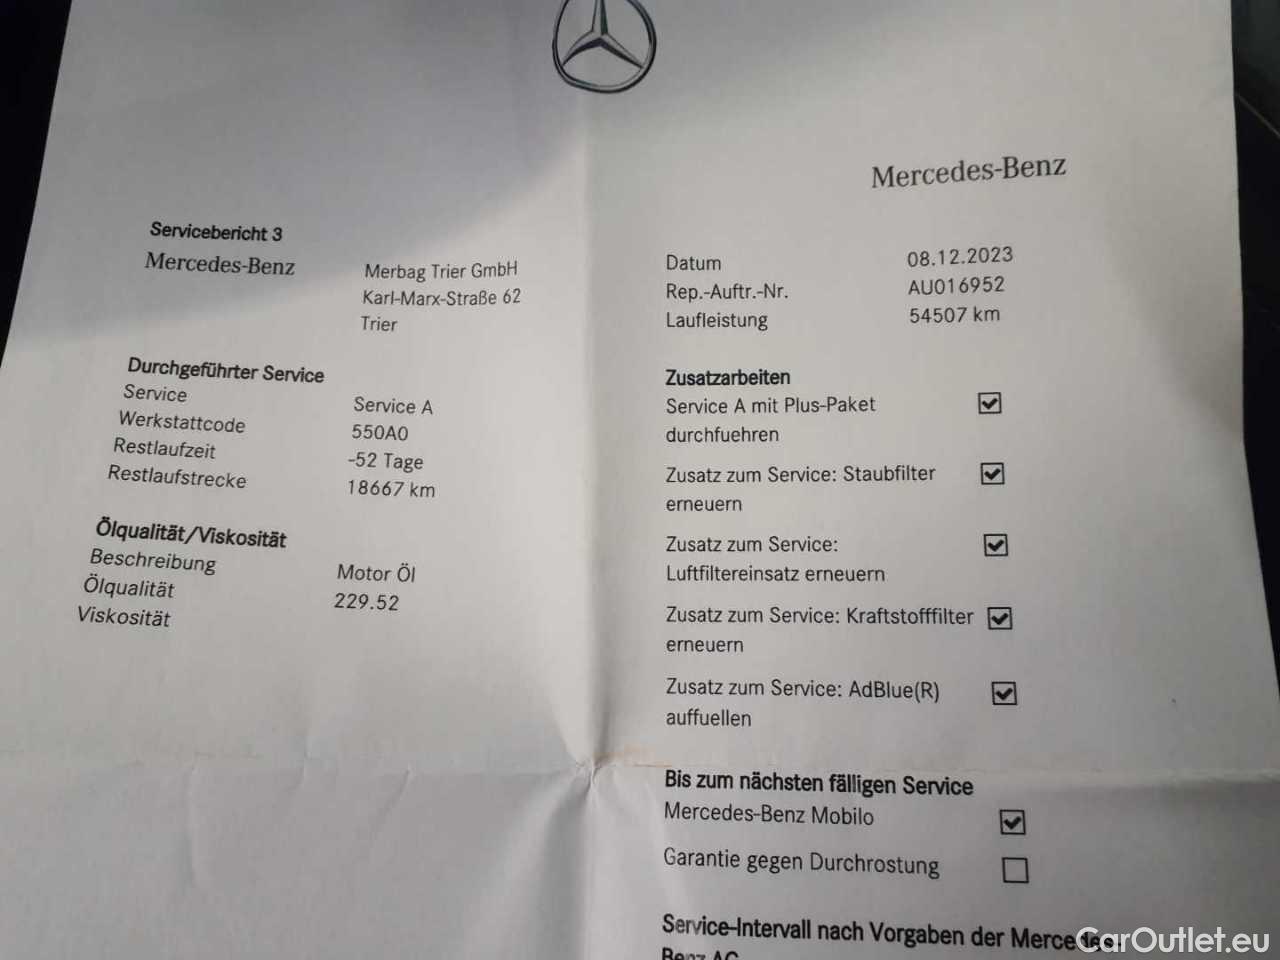 Mercedes-Benz
Servicebericht 3
Mercedes-Benz
Merbag Trier GmbH
Karl-Marx-Straße 62
Trier
Datum 08.12.2023
Rep.-Auftr.-Nr. AU016952
Laufleistung 54507 km
Durchgeführter Service
Service Service A
Werkstattcode 550A0
Restlaufzeit -52 Tage
Restlaufstrecke 18667 km
Ölqualität/Viskosität
Beschreibung Motor Öl
Ölqualität 229.52
Viskosität
Zusatzarbeiten
Service A mit Plus-Paket
durchfuehren
Zusatz zum Service: Staubfilter
erneuern
Zusatz zum Service:
Luftfiltereinsatz erneuern
Zusatz zum Service: Kraftstofffilter
erneuern
Zusatz zum Service: AdBlue(R)
auffuellen
Bis zum nächsten fälligen Service
Mercedes-Benz Mobilo
Garantie gegen Durchrostung
Service-Intervall nach Vorgaben der Mercedes-
Benz AG
CarOutlet.eu